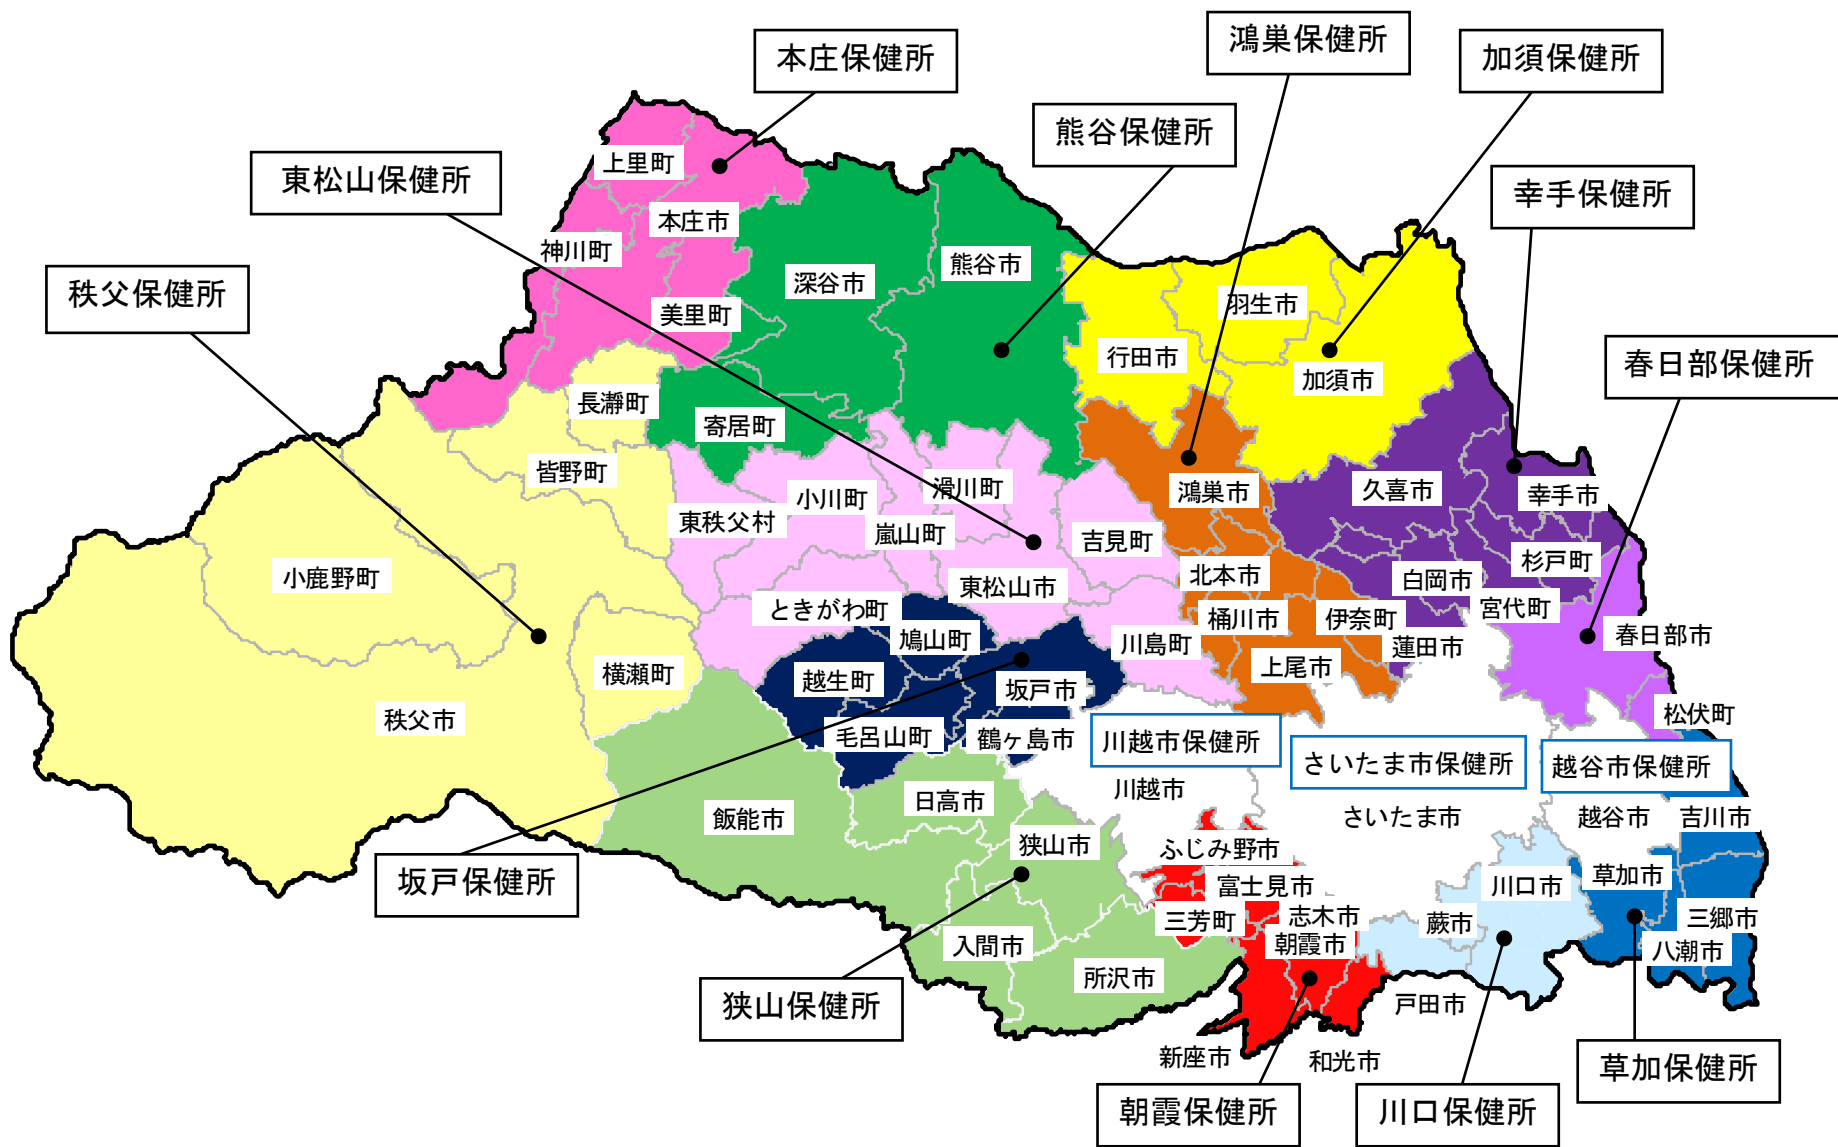 鴻巣保健所
本庄保健所
加須保健所
熊谷保健所
東松山保健所
幸手保健所
秩父保健所
春日部保健所
上里町
本庄市
神川町
美里町
深谷市
熊谷市
羽生市
行田市
加須市
長瀞町
寄居町
皆野町
小川町
滑川町
東秩父村
嵐山町
吉見町
鴻巣市
久喜市
幸手市
小鹿野町
ときがわ町
東松山市
北本市
白岡市
杉戸町
宮代町
桶川市
伊奈町
鳩山町
川島町
蓮田市
春日部市
横瀬町
越生町
坂戸市
上尾市
秩父市
毛呂山町
鶴ヶ島市
松伏町
川越市保健所
さいたま市保健所
越谷市保健所
飯能市
日高市
川越市
さいたま市
越谷市
吉川市
狭山市
ふじみ野市
坂戸保健所
富士見市
川口市
草加市
三芳町
志木市
蕨市
三郷市
入間市
朝霞市
八潮市
所沢市
狭山保健所
戸田市
新座市
和光市
草加保健所
朝霞保健所
川口保健所